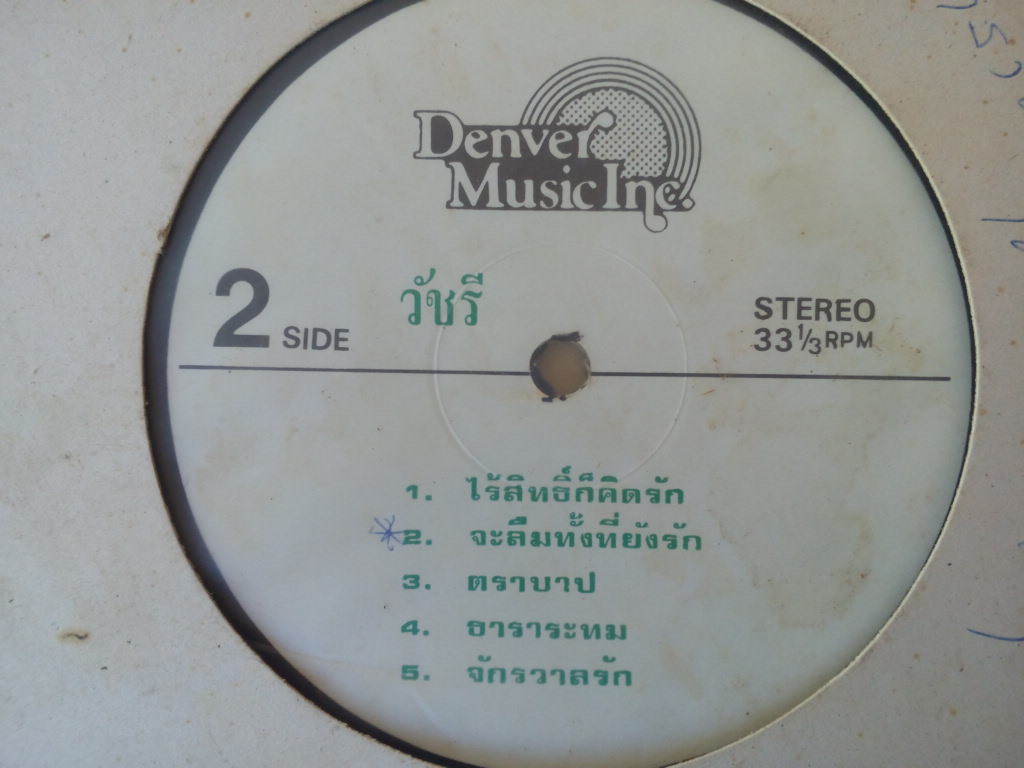 Denver
Music Inc.
2 SIDE
วัชรี
STEREO
33 1/3 RPM
1. ไร้สิทธิ์ก็คิดรัก
*2. จะลืมทั้งที่ยังรัก
3. ตราบาป
4. ธาราระทม
5. จักรวาลรัก